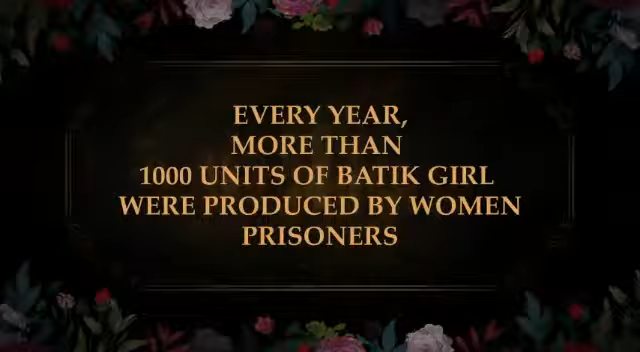 EVERY YEAR,
MORE THAN
1000 UNITS OF BATIK GIRL
WERE PRODUCED BY WOMEN
PRISONERS